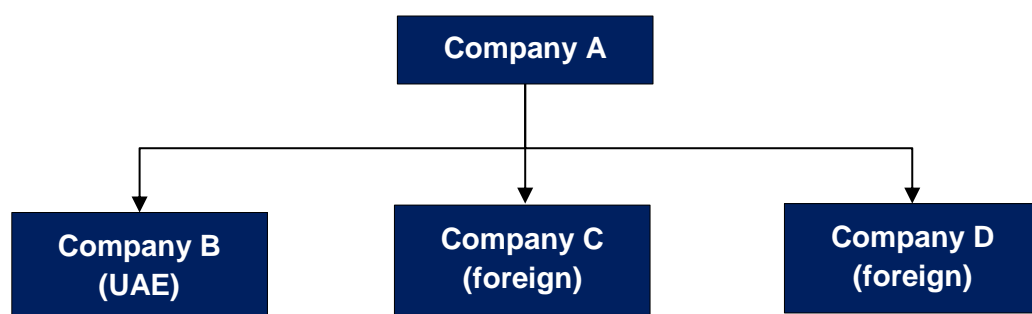 Company A
Company B
(UAE)
Company C
(foreign)
Company D
(foreign)